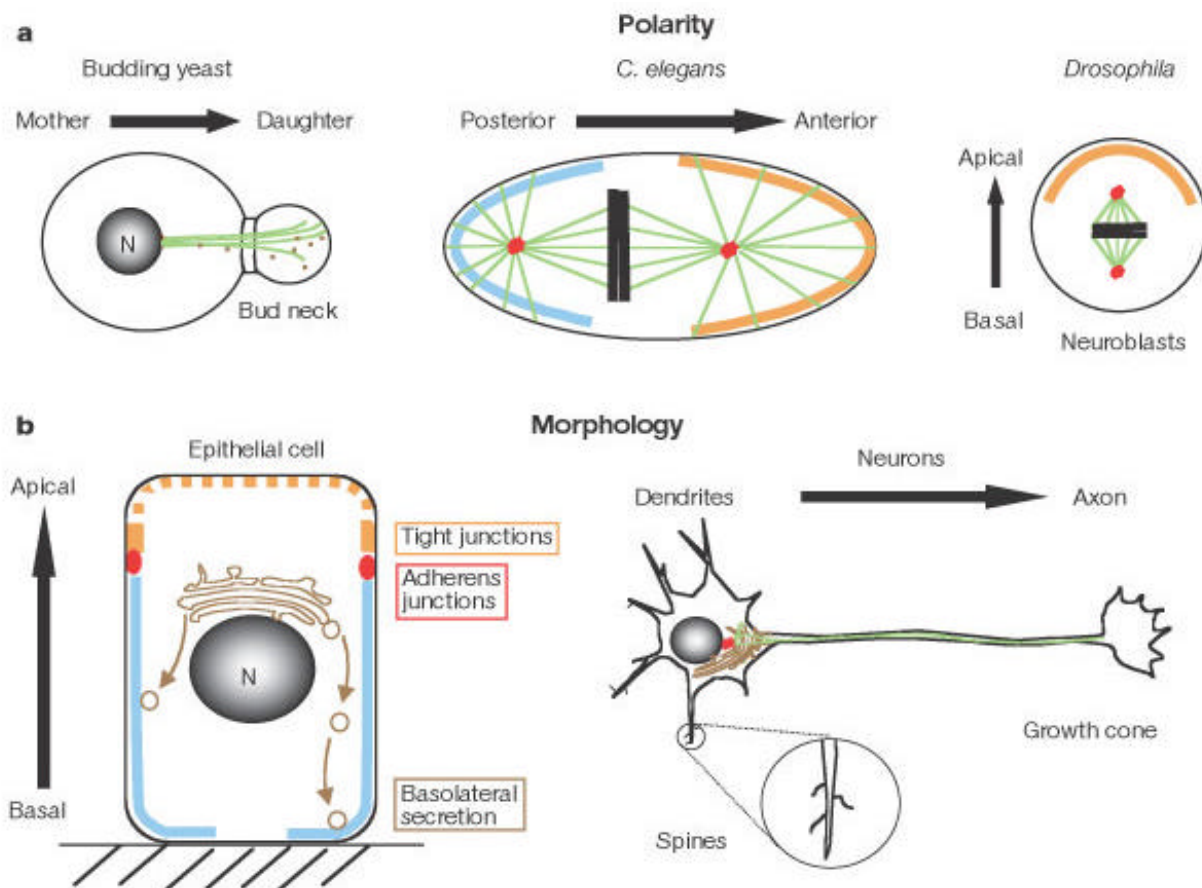 a
Polarity
Budding yeast
C. elegans
Drosophila
Mother
Daughter
Posterior
Anterior
Apical
N
Bud neck
Basal
Neuroblasts
b
Morphology
Epithelial cell
Neurons
Apical
Dendrites
Axon
Tight junctions
Adherens
junctions
N
Growth cone
Basal
Basolateral
secretion
Spines